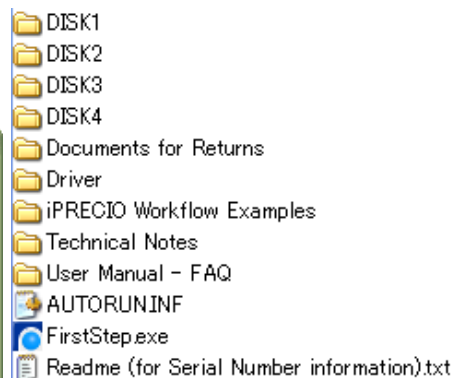 DISK1
DISK2
DISK3
DISK4
Documents for Returns
Driver
iPRECIO Workflow Examples
Technical Notes
User Manual - FAQ
AUTORUN.INF
FirstStep.exe
Readme (for Serial Number information).txt